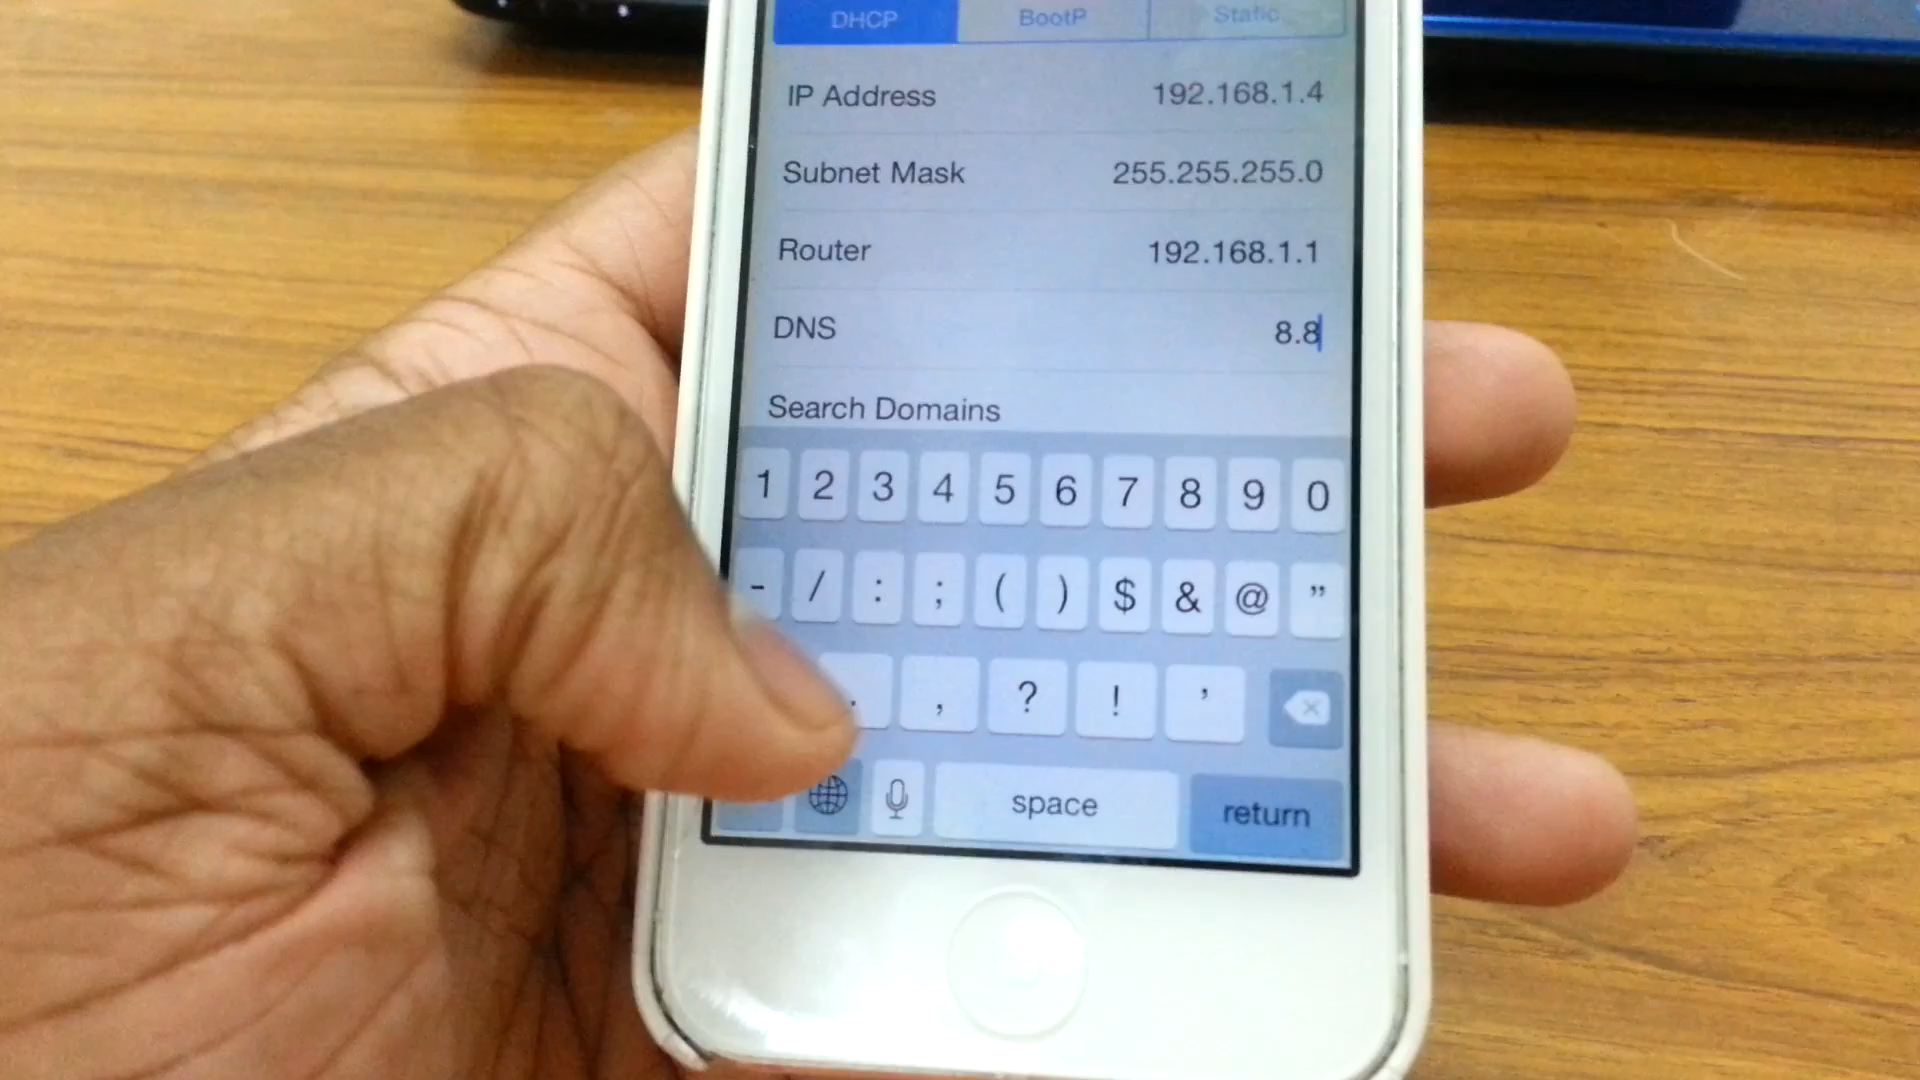 DHCP BootP Static
IP Address 192.168.1.4
Subnet Mask 255.255.255.0
Router 192.168.1.1
DNS 8.8
Search Domains
1 2 3 4 5 6 7 8 9 0
- / : ; ( ) $ & @ ”
. , ? ! ’
space return